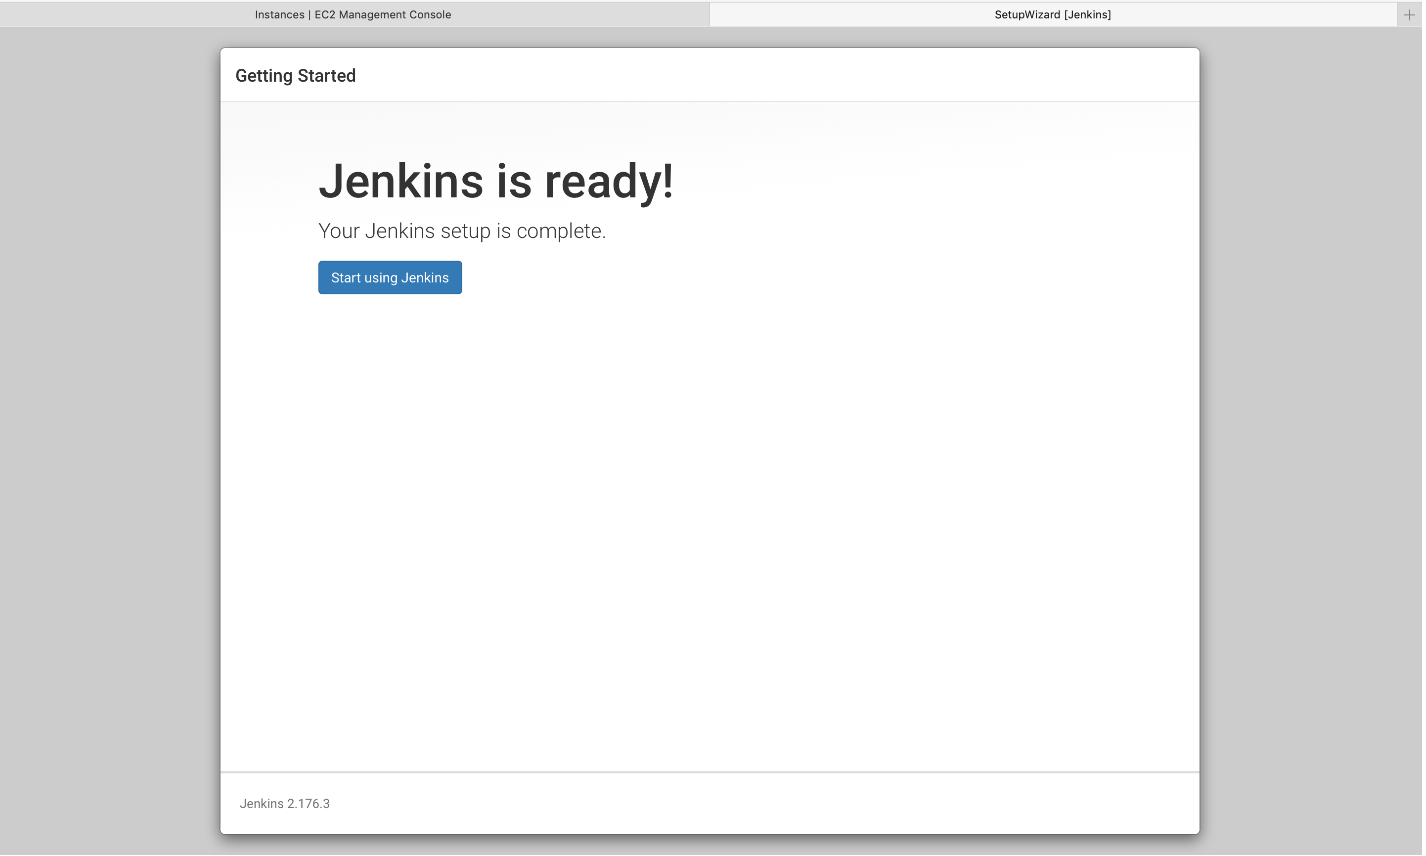 Instances | EC2 Management Console
SetupWizard [Jenkins]
Getting Started
Jenkins is ready!
Your Jenkins setup is complete.
Start using Jenkins
Jenkins 2.176.3